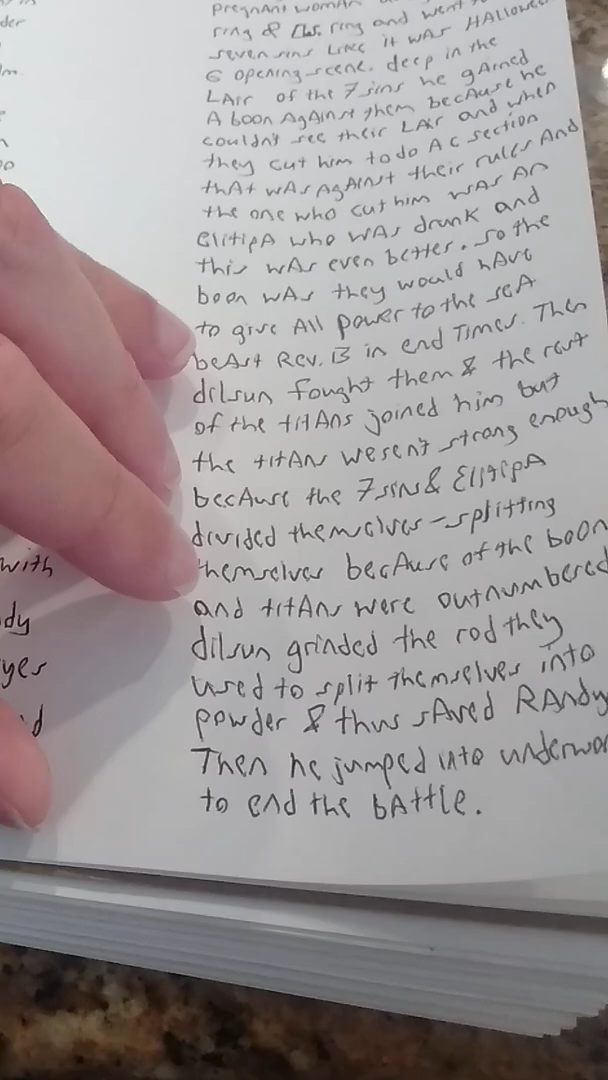 der
with
dy
yes
d
pregnant woman
ring & ring and went
seven sins like it was Hallowe
6 opening scene. deep in the
LAir of the 7 sins he gained
A boon AgAinst them becAuse he
couldn't see their LAir and when
they cut him to do A c section
thAt wAs AgAinst their rules And
the one who cut him wAs An
ElitipA who wAs drunk and
this wAs even better. so the
boon wAs they would hAve
to give All power to the seA
beAst Rev. 13 in end Times. Then
dilsun fought them & the rest
of the titAns joined him but
the titAns wesen't strong enough
becAuse the 7 sins & ElitipA
divided themselves - splitting
themselves becAuse of the boon
and titAns were outnumbered
dilsun grinded the rod they
used to split themselves into
powder & thus sAved RAndy
Then he jumped into underwor
to end the bAttle.